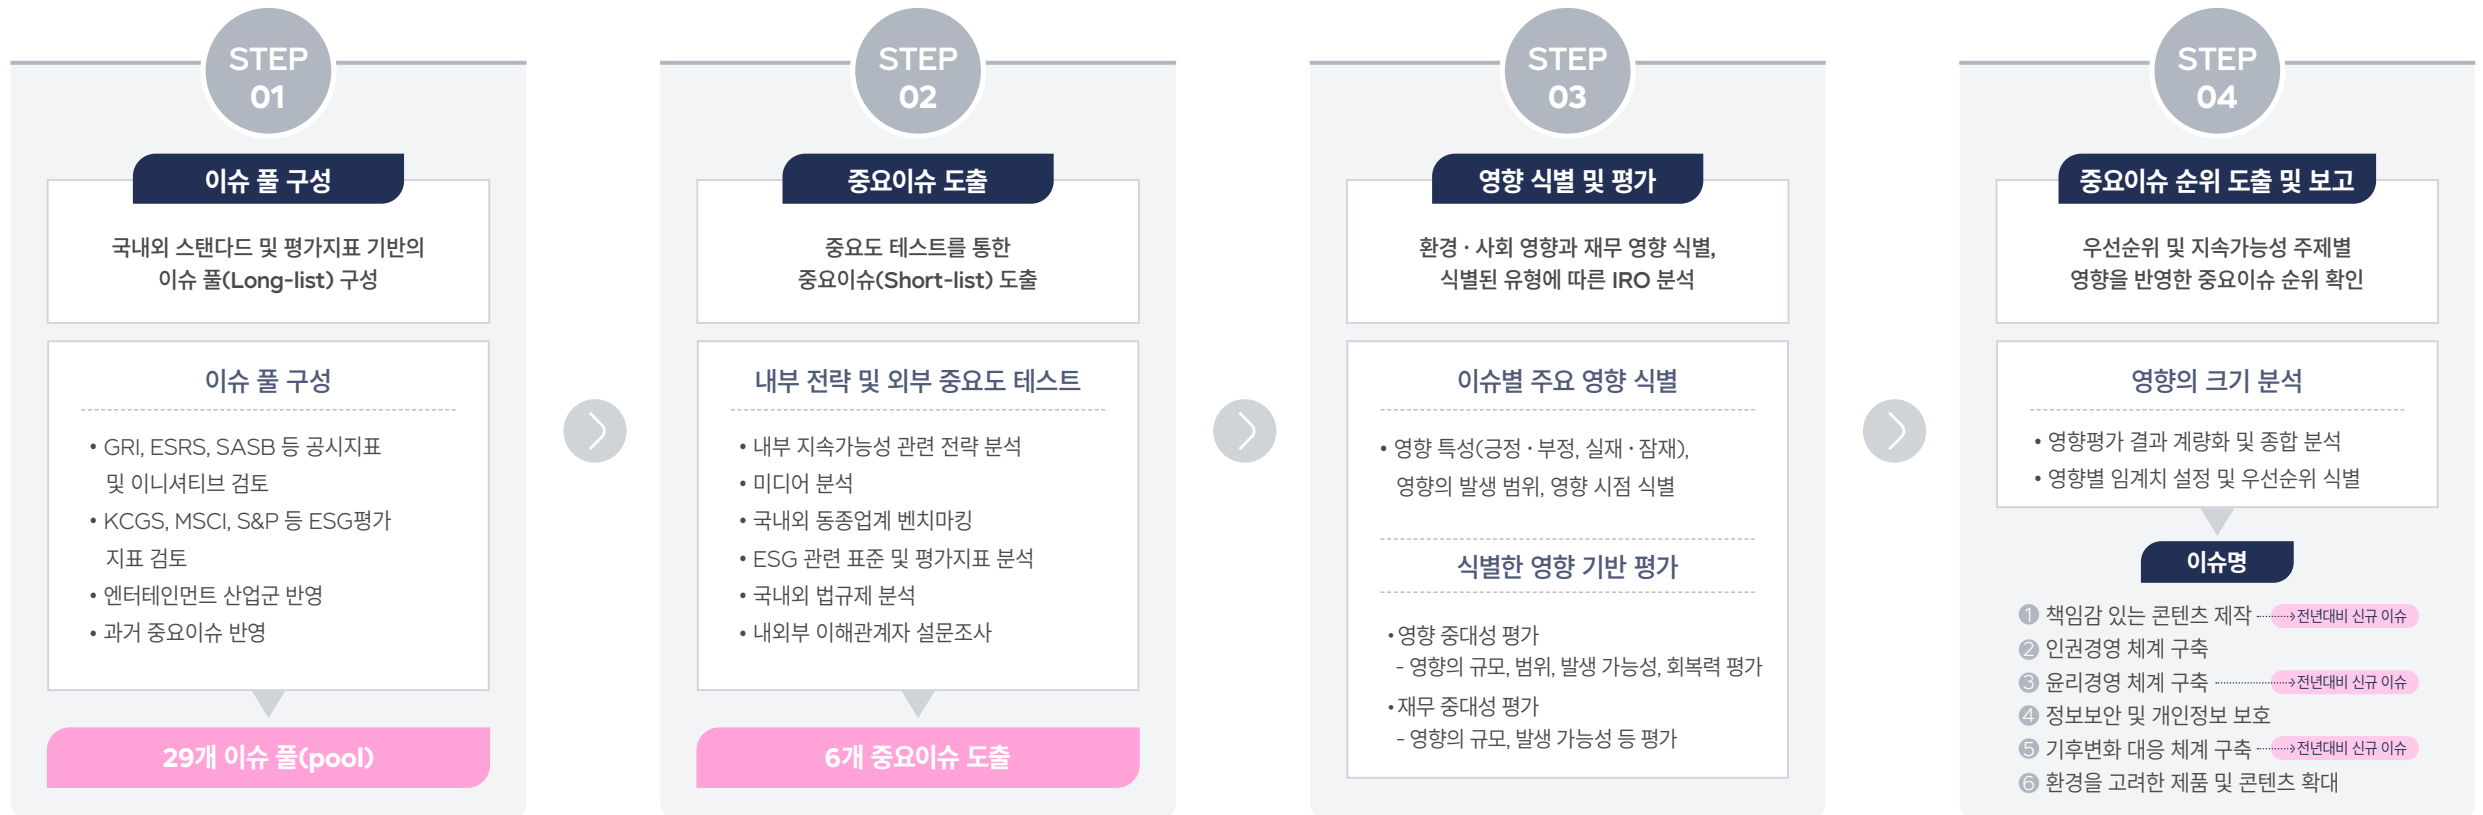 STEP
01
이슈 풀 구성
국내외 스탠다드 및 평가지표 기반의
이슈 풀(Long-list) 구성
이슈 풀 구성
• GRI, ESRS, SASB 등 공시지표
및 이니셔티브 검토
• KCGS, MSCI, S&P 등 ESG평가
지표 검토
• 엔터테인먼트 산업군 반영
• 과거 중요이슈 반영
29개 이슈 풀(pool)
STEP
02
중요이슈 도출
중요도 테스트를 통한
중요이슈(Short-list) 도출
내부 전략 및 외부 중요도 테스트
• 내부 지속가능성 관련 전략 분석
• 미디어 분석
• 국내외 동종업계 벤치마킹
• ESG 관련 표준 및 평가지표 분석
• 국내외 법규제 분석
• 내외부 이해관계자 설문조사
6개 중요이슈 도출
STEP
03
영향 식별 및 평가
환경 · 사회 영향과 재무 영향 식별,
식별된 유형에 따른 IRO 분석
이슈별 주요 영향 식별
• 영향 특성(긍정 · 부정, 실재 · 잠재),
영향의 발생 범위, 영향 시점 식별
식별한 영향 기반 평가
• 영향 중대성 평가
- 영향의 규모, 범위, 발생 가능성, 회복력 평가
• 재무 중대성 평가
- 영향의 규모, 발생 가능성 등 평가
STEP
04
중요이슈 순위 도출 및 보고
우선순위 및 지속가능성 주제별
영향을 반영한 중요이슈 순위 확인
영향의 크기 분석
• 영향평가 결과 계량화 및 종합 분석
• 영향별 임계치 설정 및 우선순위 식별
이슈명
1 책임감 있는 콘텐츠 제작 전년대비 신규 이슈
2 인권경영 체계 구축
3 윤리경영 체계 구축 전년대비 신규 이슈
4 정보보안 및 개인정보 보호
5 기후변화 대응 체계 구축 전년대비 신규 이슈
6 환경을 고려한 제품 및 콘텐츠 확대